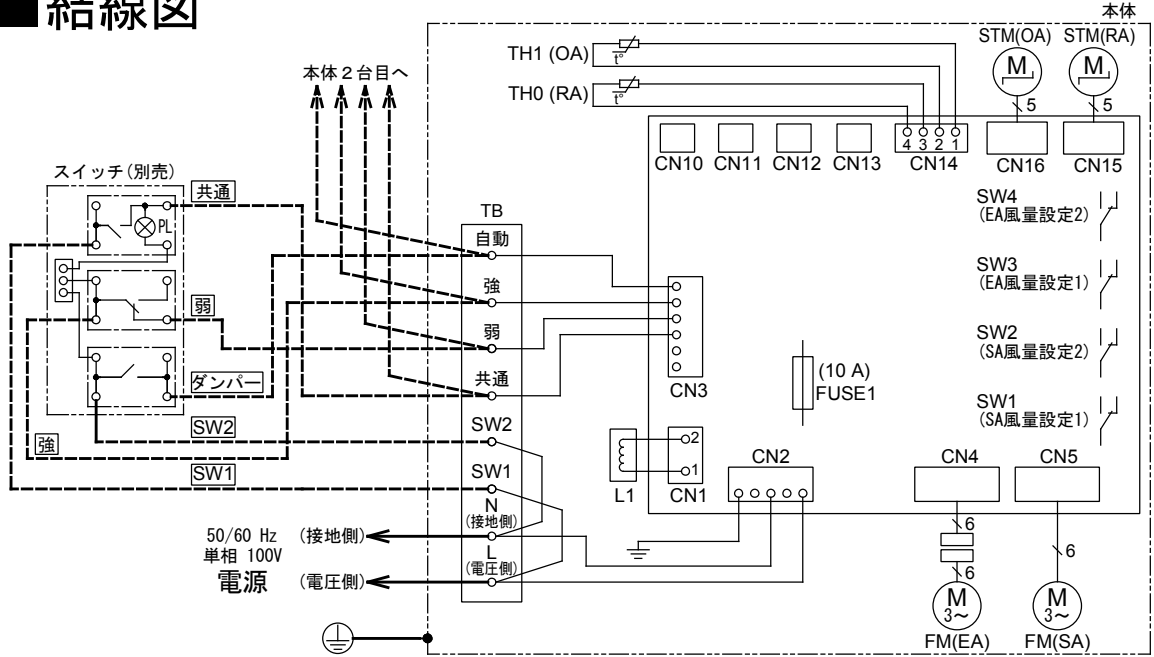 ■結線図
本体
STM(OA) STM(RA)
M M
5 5
TH1 (OA)
t°
TH0 (RA)
t°
本体２台目へ
4 3 2 1
CN10 CN11 CN12 CN13 CN14 CN16 CN15
スイッチ(別売)
共通
PL
弱
ダンパー
SW2
強
SW1
TB
自動
強
弱
共通
SW2
SW1
N
(接地側)
L
(電圧側)
CN3
(10 A)
FUSE1
SW4
(EA風量設定2)
SW3
(EA風量設定1)
SW2
(SA風量設定2)
SW1
(SA風量設定1)
2
1
L1 CN1
CN2
CN4 CN5
50/60 Hz (接地側)
単相 100V
電源 (電圧側)
6
6
6
M
3~
M
3~
FM(EA) FM(SA)